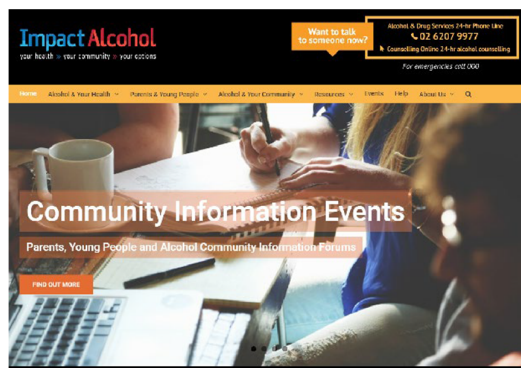 Impact Alcohol
your health » your community » your options
Want to talk
to someone now?
Alcohol & Drug Services 24-hr Phone Line
02 6207 9977
Counselling Online 24-hr alcohol counselling
For emergencies call 000
Home Alcohol & Your Health Parents & Young People Alcohol & Your Community Resources Events Help About Us
Community Information Events
Parents, Young People and Alcohol Community Information Forums
FIND OUT MORE